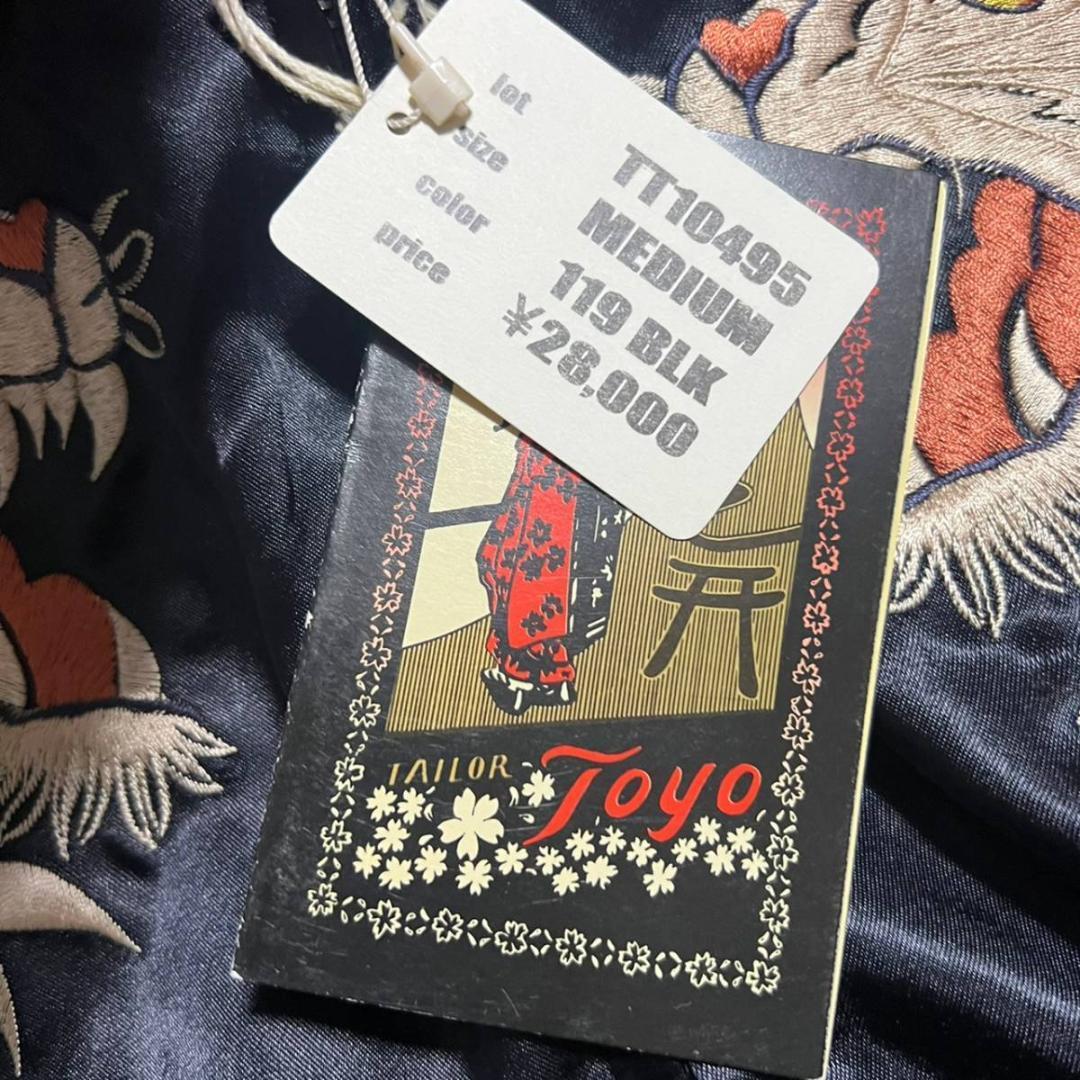 lot TT10495
size MEDIUM
color 119 BLK
price ¥28,000
TAILOR Toyo